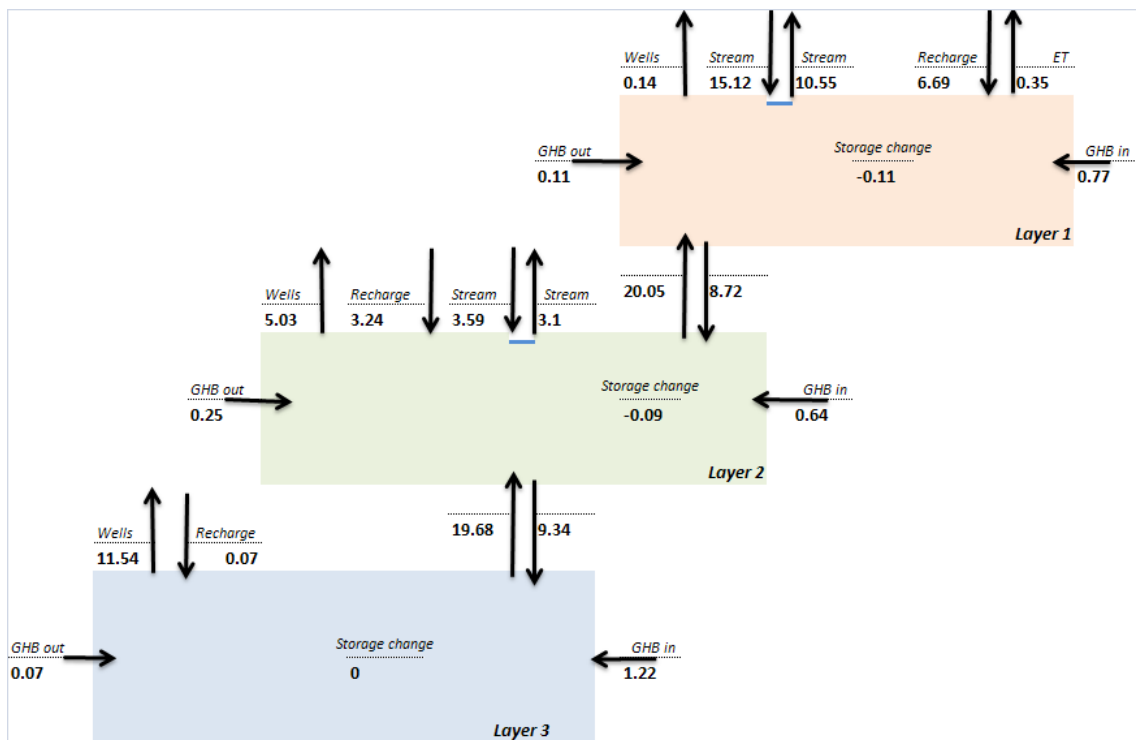 Wells Stream Stream Recharge ET
0.14 15.12 10.55 6.69 0.35
GHB out Storage change GHB in
0.11 -0.11 0.77
Layer 1
20.05 8.72
Wells Recharge Stream Stream
5.03 3.24 3.59 3.1
GHB out Storage change GHB in
0.25 -0.09 0.64
Layer 2
19.68 9.34
Wells Recharge
11.54 0.07
GHB out Storage change GHB in
0.07 0 1.22
Layer 3